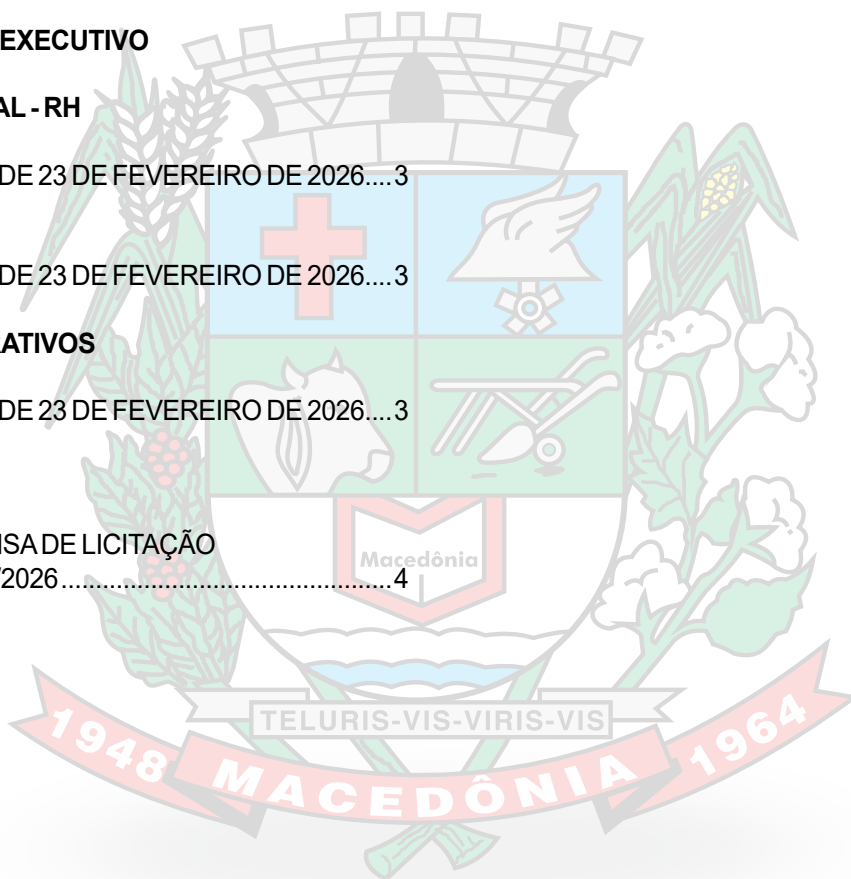 EXECUTIVO
AL - RH
DE 23 DE FEVEREIRO DE 2026....3
DE 23 DE FEVEREIRO DE 2026....3
RATIVOS
DE 23 DE FEVEREIRO DE 2026....3
ISA DE LICITAÇÃO
/2026................................................4
Macedônia
TELURIS-VIS-VIRIS-VIS
1948 MACEDÔNIA 1964